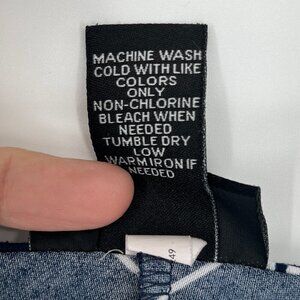 MACHINE WASH
COLD WITH LIKE
COLORS
ONLY
NON-CHLORINE
BLEACH WHEN
NEEDED
TUMBLE DRY
LOW
WARM IRON IF
NEEDED
49